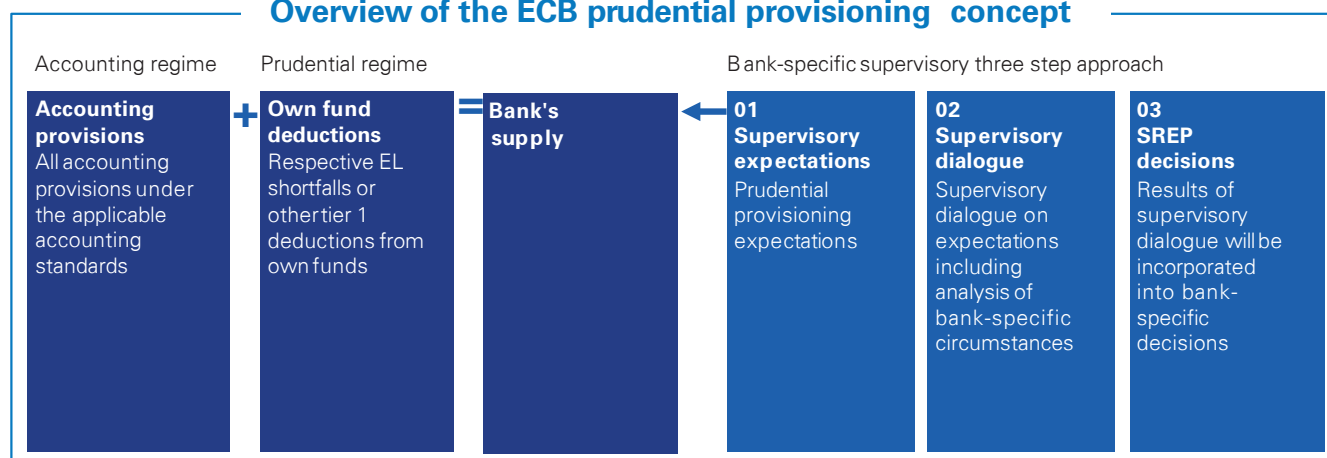 Overview of the ECB prudential provisioning concept
Accounting regime
Prudential regime
Bank-specific supervisory three step approach
Accounting
provisions
All accounting
provisions under
the applicable
accounting
standards
+
Own fund
deductions
Respective EL
shortfalls or
other tier 1
deductions from
own funds
=
Bank's
supply
01
Supervisory
expectations
Prudential
provisioning
expectations
02
Supervisory
dialogue
Supervisory
dialogue on
expectations
including
analysis of
bank-specific
circumstances
03
SREP
decisions
Results of
supervisory
dialogue will be
incorporated
into bank-
specific
decisions